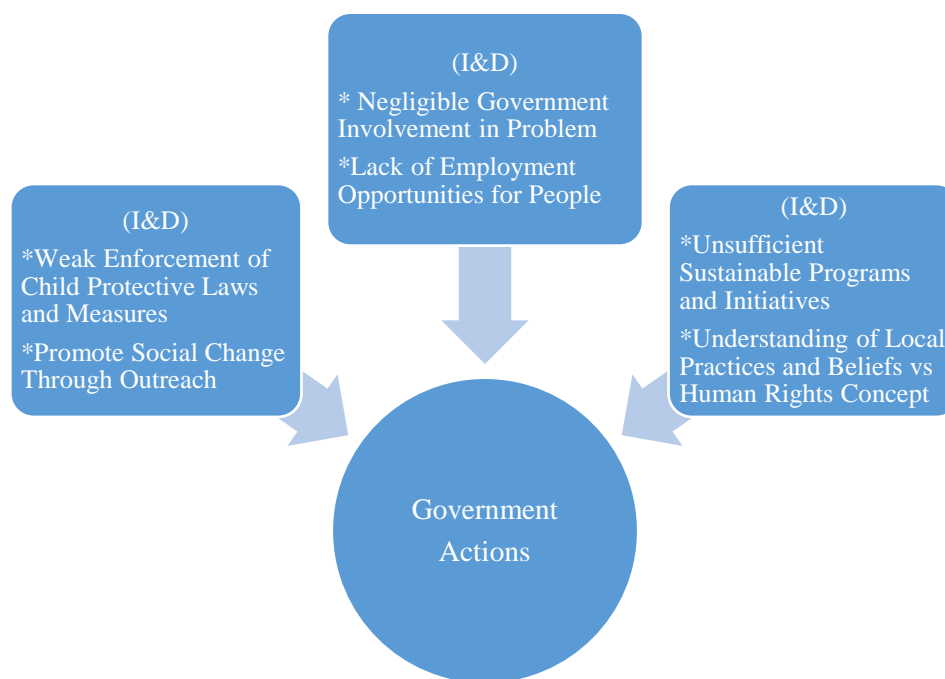 (I&D)
* Negligible Government
Involvement in Problem
*Lack of Employment
Opportunities for People
(I&D)
*Weak Enforcement of
Child Protective Laws
and Measures
*Promote Social Change
Through Outreach
(I&D)
*Unsufficient
Sustainable Programs
and Initiatives
*Understanding of Local
Practices and Beliefs vs
Human Rights Concept
Government
Actions